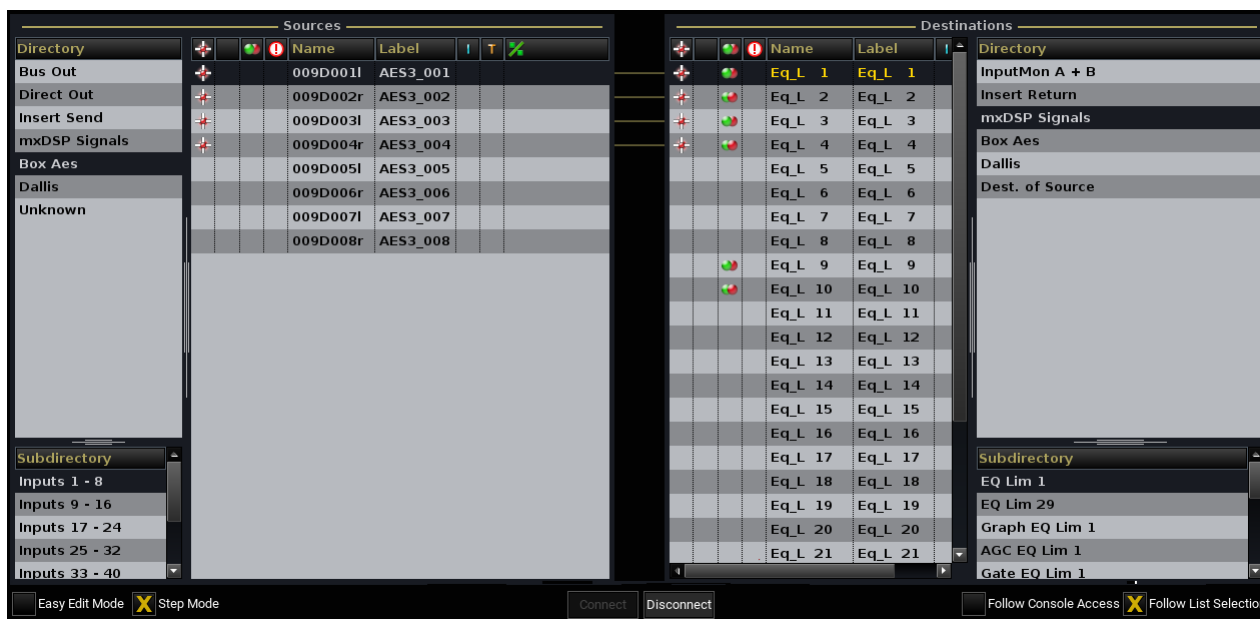 Sources
Destinations
Directory
Bus Out
Direct Out
Insert Send
mxDSP Signals
Box Aes
Dallis
Unknown
Subdirectory
Inputs 1 - 8
Inputs 9 - 16
Inputs 17 - 24
Inputs 25 - 32
Inputs 33 - 40
Name Label I T
009D001l AES3_001
009D002r AES3_002
009D003l AES3_003
009D004r AES3_004
009D005l AES3_005
009D006r AES3_006
009D007l AES3_007
009D008r AES3_008
Name Label I
Eq_L 1 Eq_L 1
Eq_L 2 Eq_L 2
Eq_L 3 Eq_L 3
Eq_L 4 Eq_L 4
Eq_L 5 Eq_L 5
Eq_L 6 Eq_L 6
Eq_L 7 Eq_L 7
Eq_L 8 Eq_L 8
Eq_L 9 Eq_L 9
Eq_L 10 Eq_L 10
Eq_L 11 Eq_L 11
Eq_L 12 Eq_L 12
Eq_L 13 Eq_L 13
Eq_L 14 Eq_L 14
Eq_L 15 Eq_L 15
Eq_L 16 Eq_L 16
Eq_L 17 Eq_L 17
Eq_L 18 Eq_L 18
Eq_L 19 Eq_L 19
Eq_L 20 Eq_L 20
Eq_L 21 Eq_L 21
Directory
InputMon A + B
Insert Return
mxDSP Signals
Box Aes
Dallis
Dest. of Source
Subdirectory
EQ Lim 1
EQ Lim 29
Graph EQ Lim 1
AGC EQ Lim 1
Gate EQ Lim 1
Easy Edit Mode X Step Mode Connect Disconnect Follow Console Access X Follow List Selectio